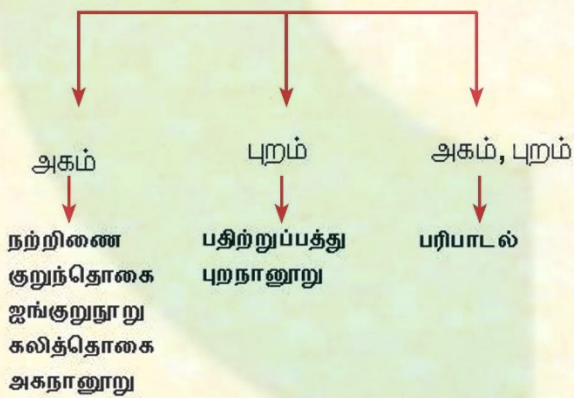 அகம்
புறம்
அகம், புறம்
நற்றிணை
குறுந்தொகை
ஐங்குறுநூறு
கலித்தொகை
அகநானூறு
பதிற்றுப்பத்து
புறநானூறு
பரிபாடல்